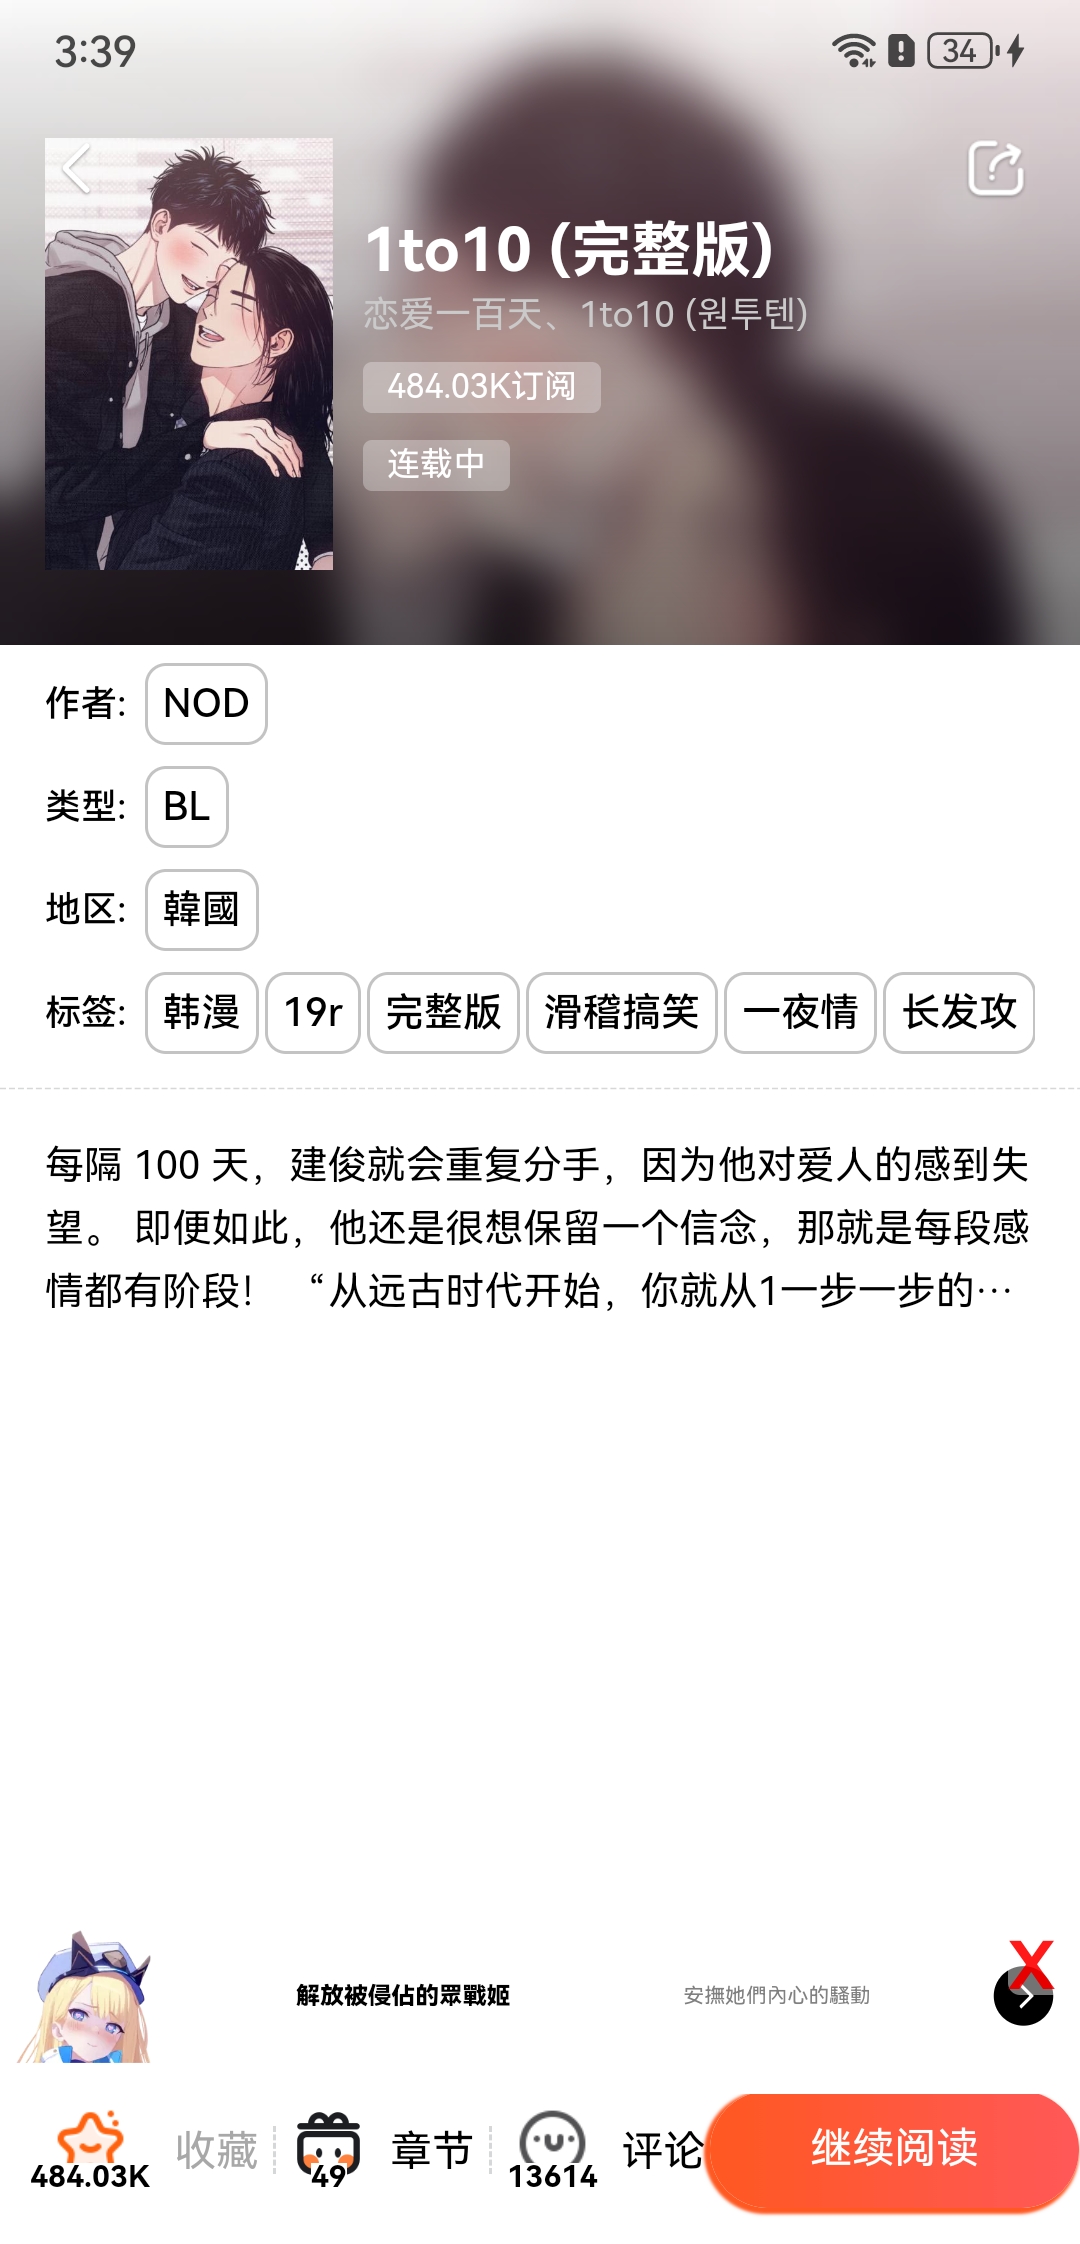 3:39
34
1to10 (完整版)
恋爱一百天、1to10 (원투텐)
484.03K订阅
连载中
作者: NOD
类型: BL
地区: 韓國
标签: 韩漫 19r 完整版 滑稽搞笑 一夜情 长发攻
每隔 100 天，建俊就会重复分手，因为他对爱人的感到失
望。 即便如此，他还是很想保留一个信念，那就是每段感
情都有阶段！ “从远古时代开始，你就从1一步一步的…
解放被侵佔的眾戰姬 安撫她們內心的騷動
X
收藏 章节 评论 继续阅读
484.03K 49 13614